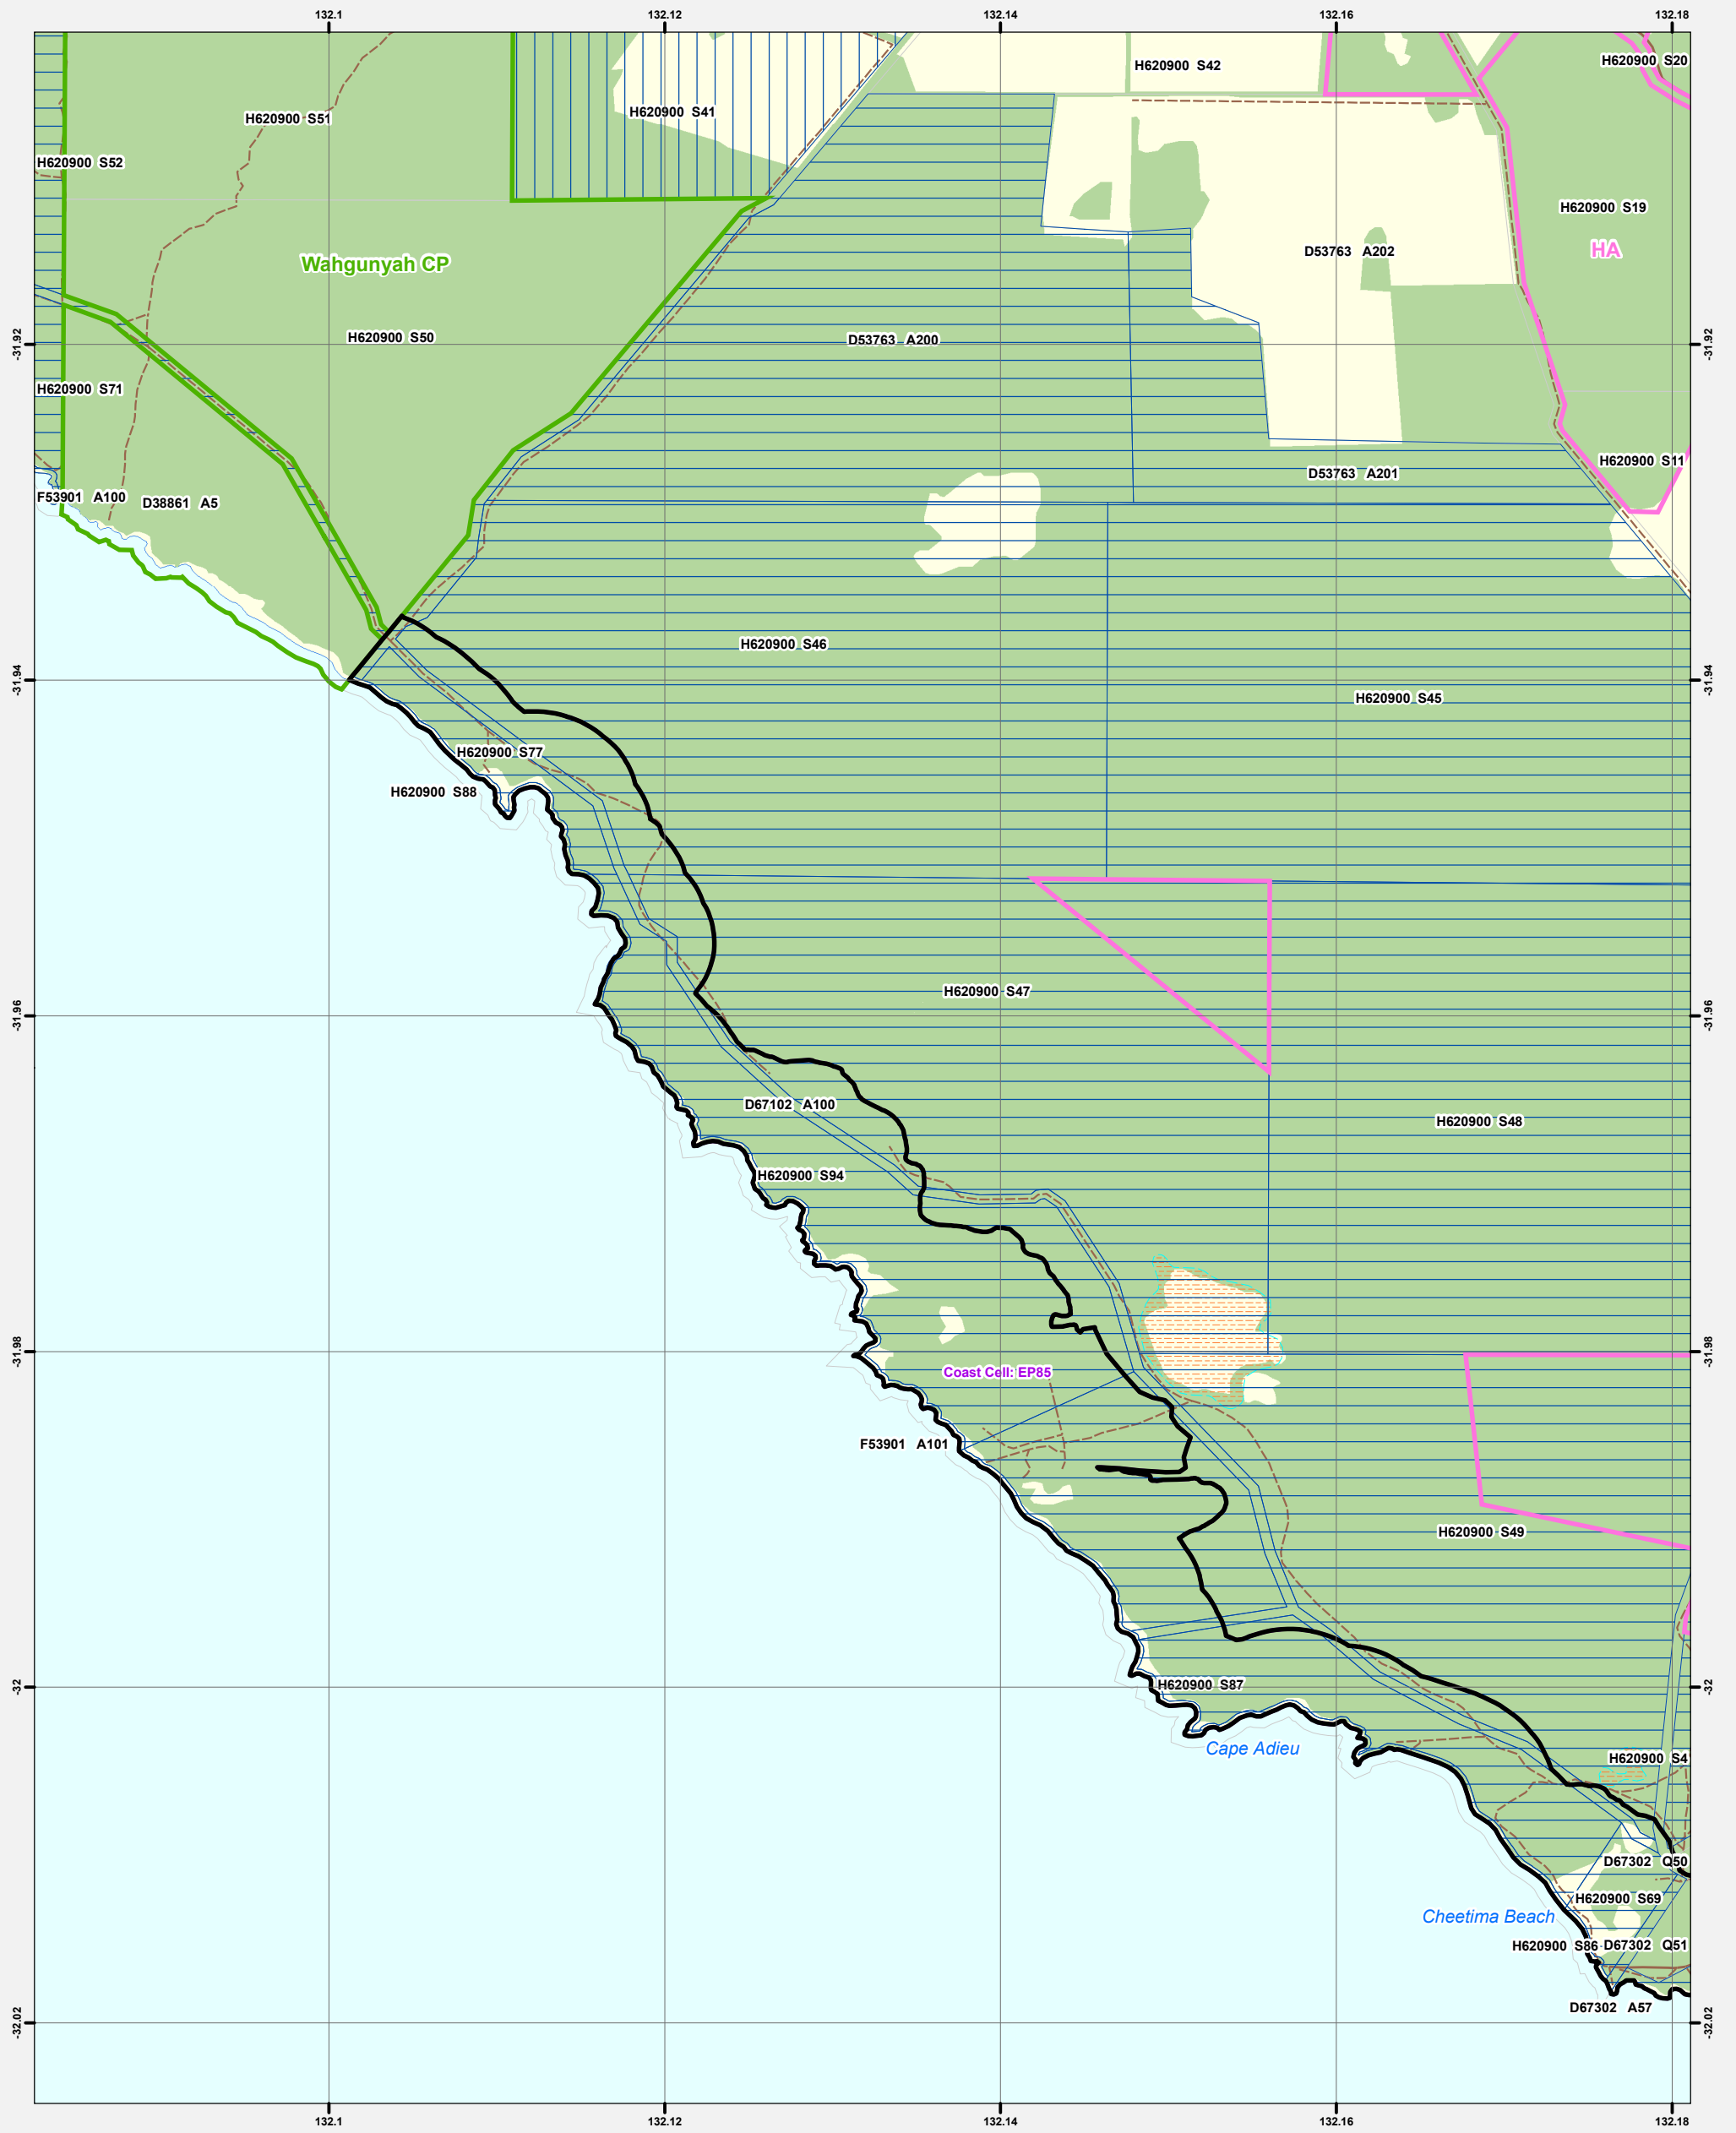 132.1 132.12 132.14 132.16 132.18
H620900 S20
H620900 S42
H620900 S41
H620900 S51
H620900 S52
H620900 S19
HA
D53763 A202
Wahgunyah CP
H620900 S50
D53763 A200
-31.92 -31.92
H620900 S71
H620900 S11
D53763 A201
F53901 A100
D38861 A5
H620900 S46
-31.94 -31.94
H620900 S45
H620900 S77
H620900 S88
H620900 S47
-31.96 -31.96
D67102 A100
H620900 S48
H620900 S94
-31.98 -31.98
Coast Cell: EP85
F53901 A101
H620900 S49
H620900 S87
-32 -32
Cape Adieu
H620900 S4
D67302 Q50
H620900 S69
Cheetima Beach
H620900 S86
D67302 Q51
D67302 A57
-32.02 -32.02
132.1 132.12 132.14 132.16 132.18